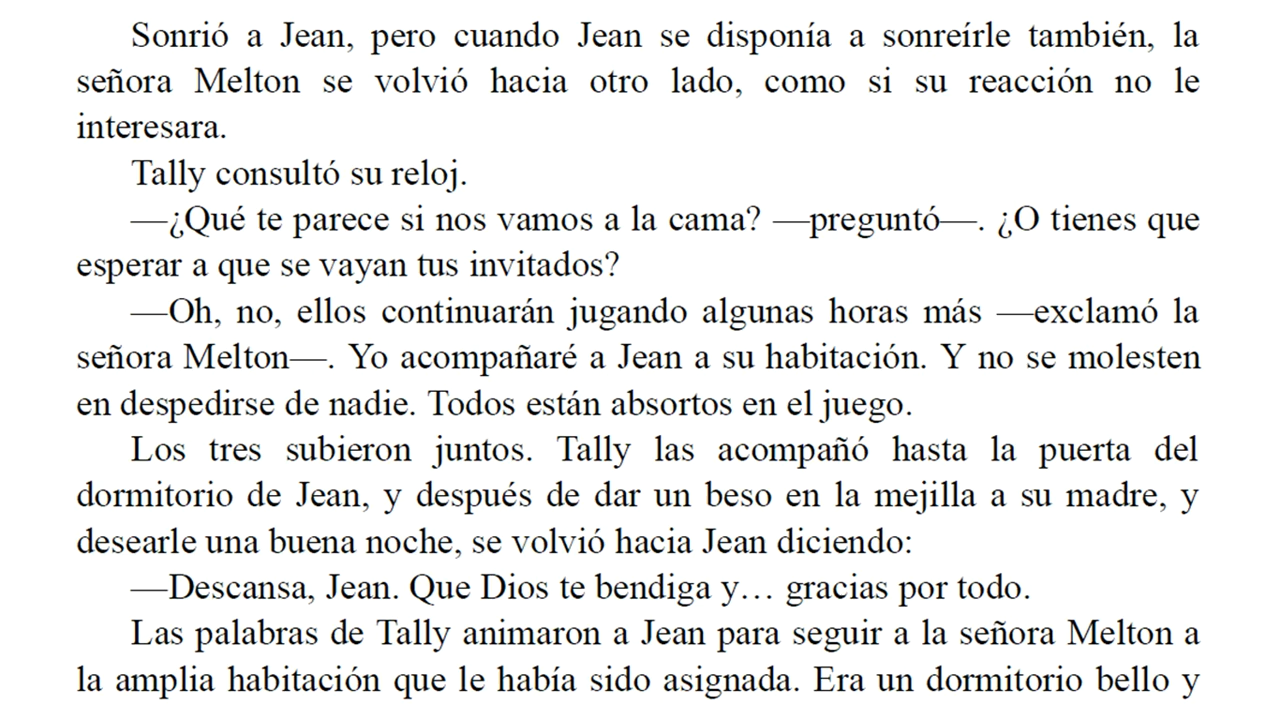 Sonrió a Jean, pero cuando Jean se disponía a sonreírle también, la
señora Melton se volvió hacia otro lado, como si su reacción no le
interesara.
Tally consultó su reloj.
—¿Qué te parece si nos vamos a la cama? —preguntó—. ¿O tienes que
esperar a que se vayan tus invitados?
—Oh, no, ellos continuarán jugando algunas horas más —exclamó la
señora Melton—. Yo acompañaré a Jean a su habitación. Y no se molesten
en despedirse de nadie. Todos están absortos en el juego.
Los tres subieron juntos. Tally las acompañó hasta la puerta del
dormitorio de Jean, y después de dar un beso en la mejilla a su madre, y
desearle una buena noche, se volvió hacia Jean diciendo:
—Descansa, Jean. Que Dios te bendiga y… gracias por todo.
Las palabras de Tally animaron a Jean para seguir a la señora Melton a
la amplia habitación que le había sido asignada. Era un dormitorio bello y